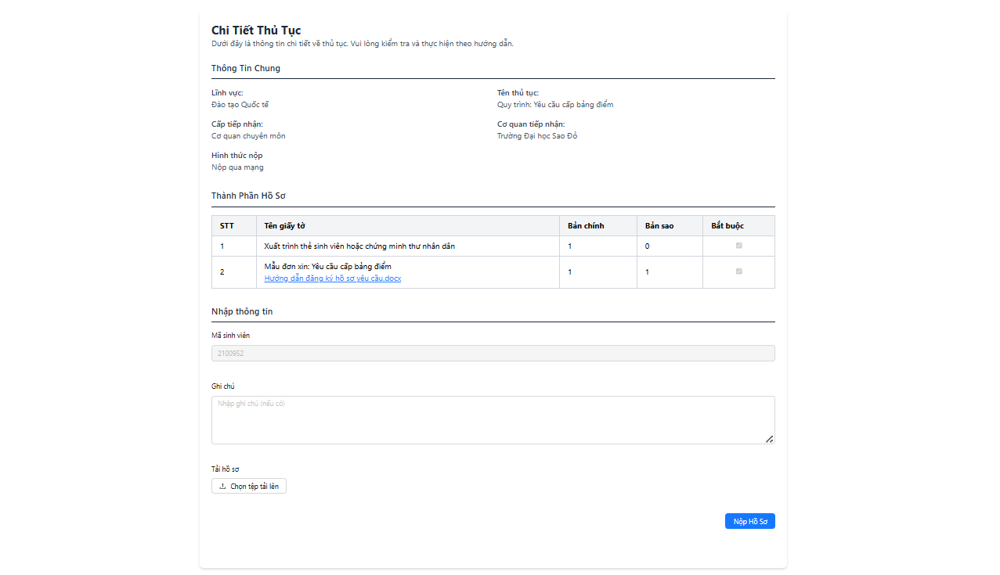 Chi Tiết Thủ Tục
Dưới đây là thông tin chi tiết về thủ tục. Vui lòng kiểm tra và thực hiện theo hướng dẫn.
Thông Tin Chung
Lĩnh vực:
Đào tạo Quốc tế
Tên thủ tục:
Quy trình: Yêu cầu cấp bảng điểm
Cấp tiếp nhận:
Cơ quan chuyên môn
Cơ quan tiếp nhận:
Trường Đại học Sao Đỏ
Hình thức nộp
Nộp qua mạng
Thành Phần Hồ Sơ
STT Tên giấy tờ Bản chính Bản sao Bắt buộc
1 Xuất trình thẻ sinh viên hoặc chứng minh thư nhân dân 1 0
2 Mẫu đơn xin: Yêu cầu cấp bảng điểm 1 1
Hướng dẫn đăng ký hồ sơ yêu cầu.docx
Nhập thông tin
Mã sinh viên
2100952
Ghi chú
Nhập ghi chú (nếu có)
Tải hồ sơ
Chọn tệp tải lên
Nộp Hồ Sơ